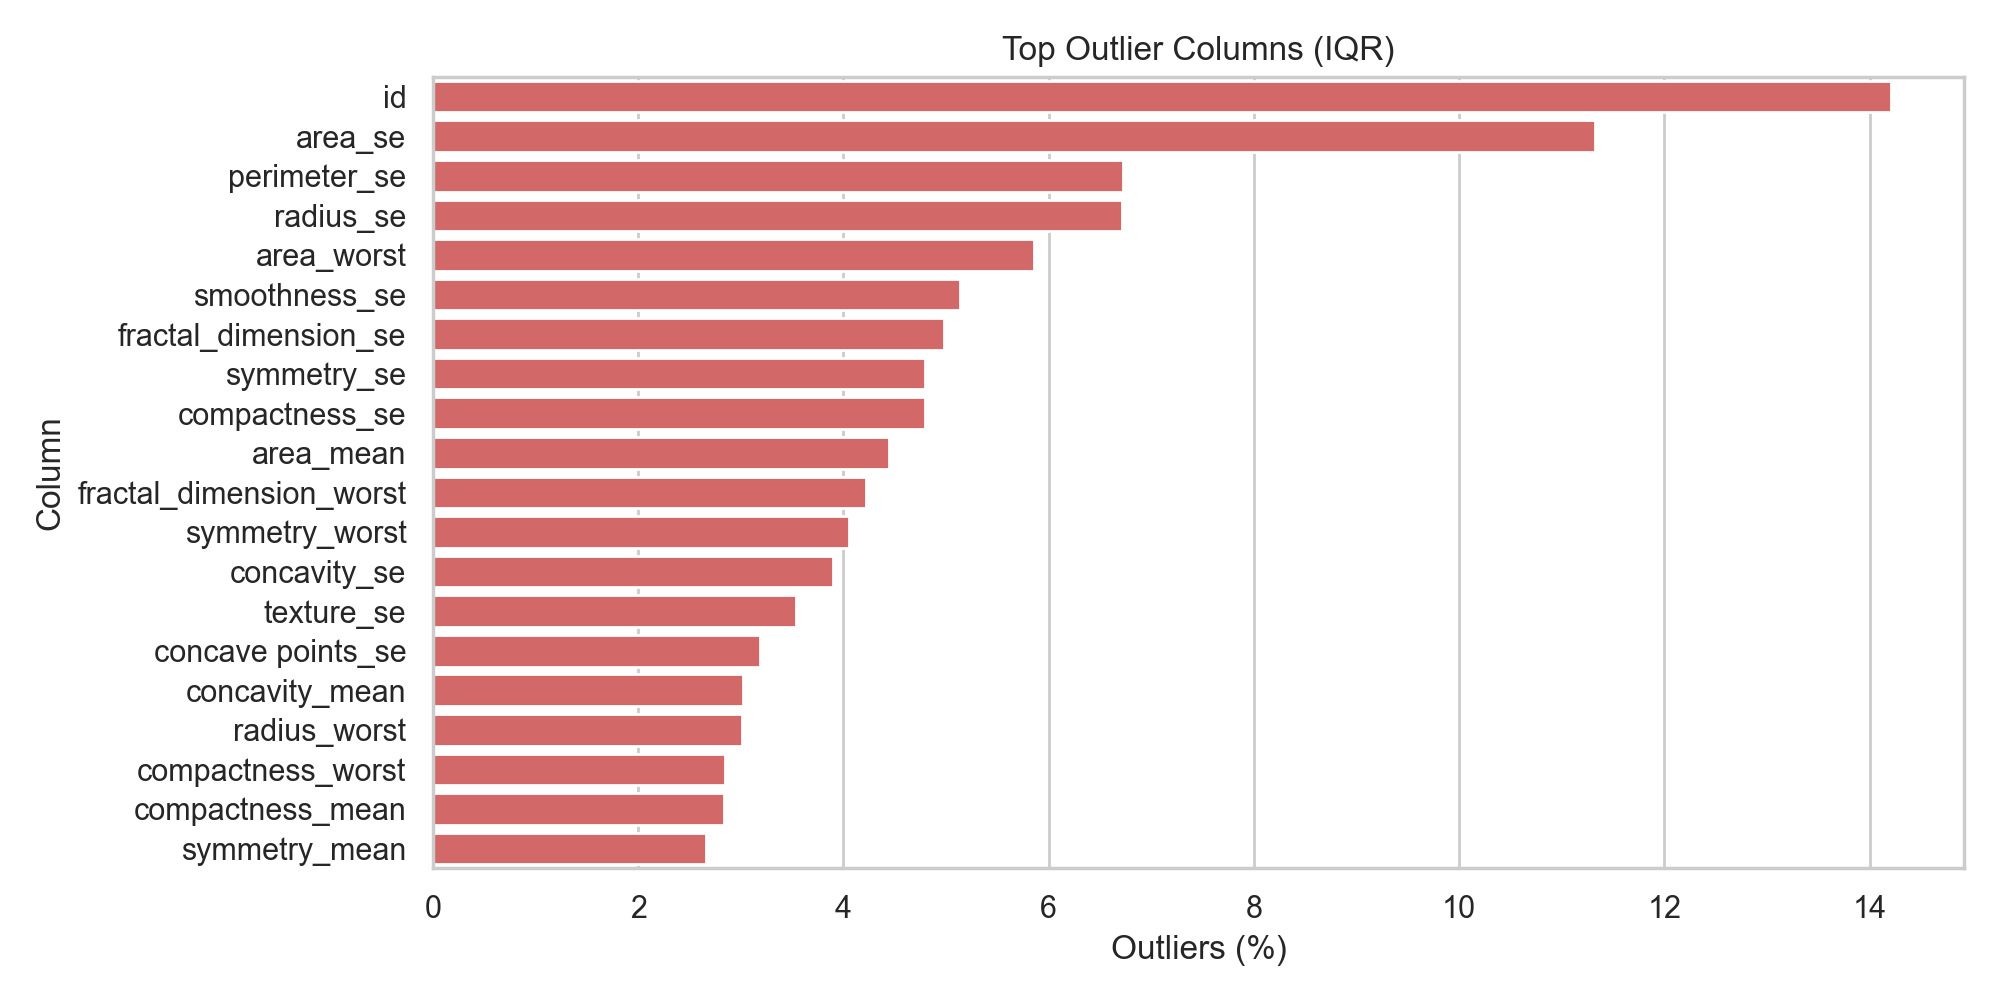 Top Outlier Columns (IQR)
id
area_se
perimeter_se
radius_se
area_worst
smoothness_se
fractal_dimension_se
symmetry_se
compactness_se
area_mean
fractal_dimension_worst
symmetry_worst
concavity_se
texture_se
concave points_se
concavity_mean
radius_worst
compactness_worst
compactness_mean
symmetry_mean
Column
0 2 4 6 8 10 12 14
Outliers (%)